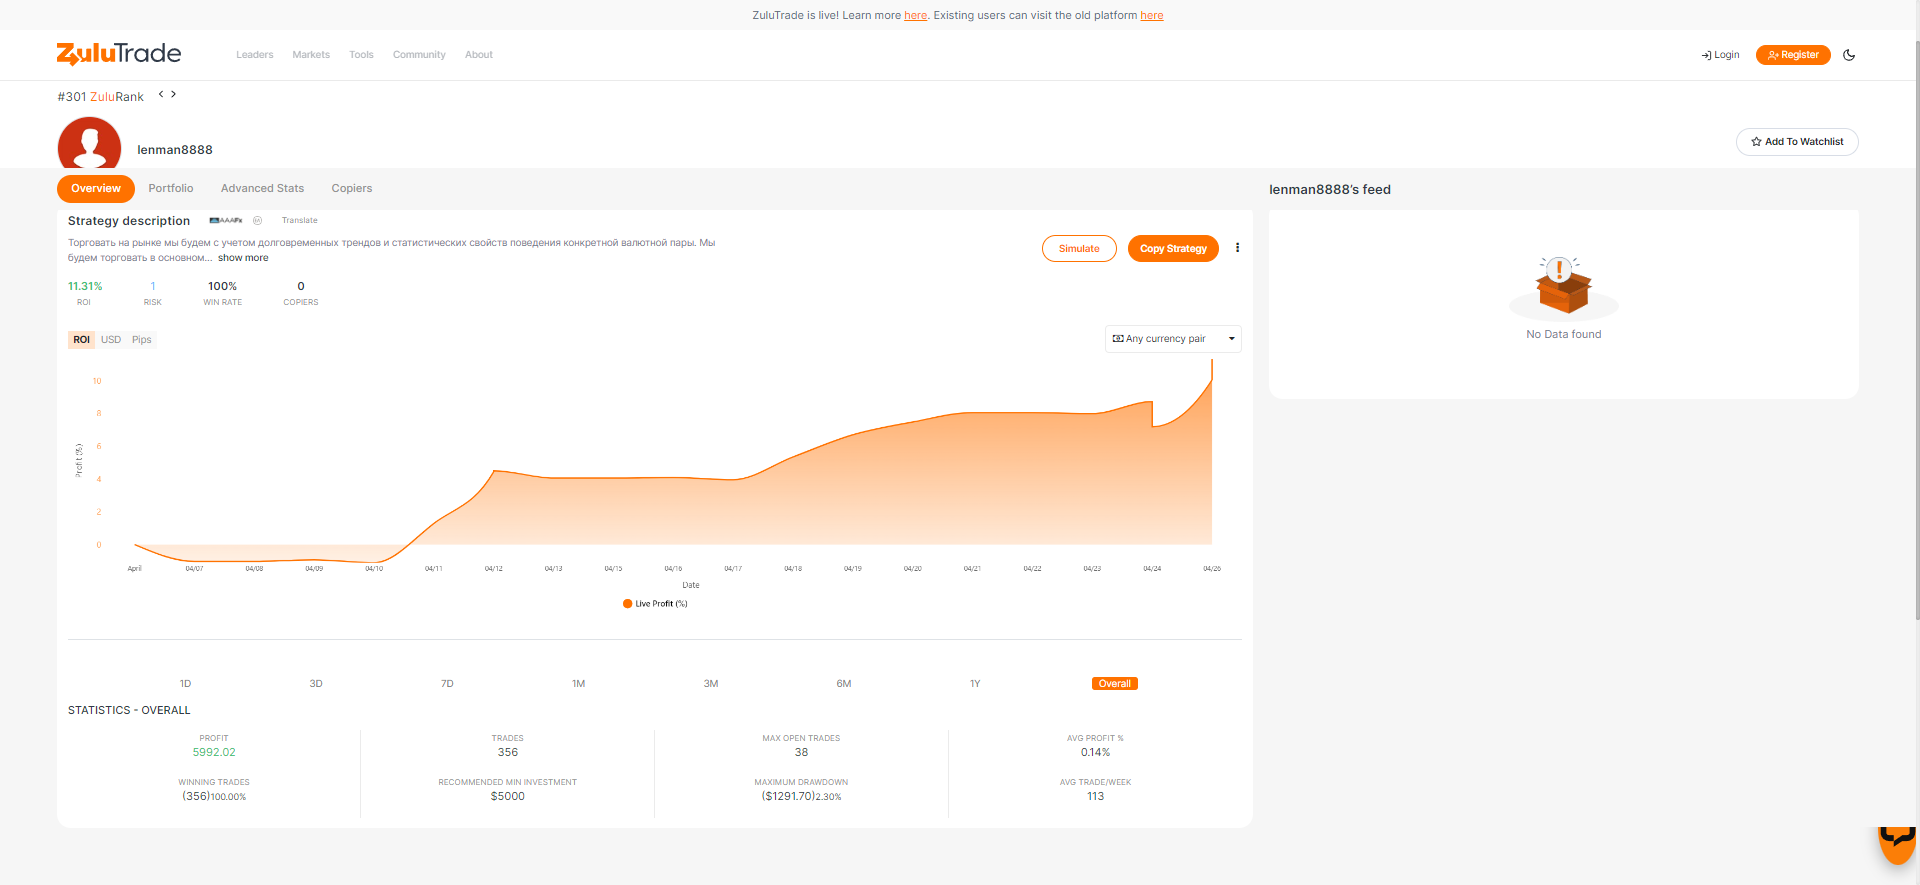 ZuluTrade is live! Learn more here. Existing users can visit the old platform here
ZuluTrade
Leaders Markets Tools Community About
Login Register
#301 ZuluRank < >
lenman8888
Add To Watchlist
Overview Portfolio Advanced Stats Copiers
lenman8888's feed
Strategy description AAAFx Translate
Торговать на рынке мы будем с учетом долговременных трендов и статистических свойств поведения конкретной валютной пары. Мы
будем торговать в основном... show more
Simulate Copy Strategy
11.31% 1 100% 0
ROI RISK WIN RATE COPIERS
No Data found
ROI USD Pips
Any currency pair
10
8
6
4
2
0
Profit (%)
April 04/07 04/08 04/09 04/10 04/11 04/12 04/13 04/15 04/16 04/17 04/18 04/19 04/20 04/21 04/22 04/23 04/24 04/26
Date
Live Profit (%)
1D 3D 7D 1M 3M 6M 1Y Overall
STATISTICS - OVERALL
PROFIT TRADES MAX OPEN TRADES AVG PROFIT %
5992.02 356 38 0.14%
WINNING TRADES RECOMMENDED MIN INVESTMENT MAXIMUM DRAWDOWN AVG TRADE/WEEK
(356)100.00% $5000 ($1291.70)2.30% 113